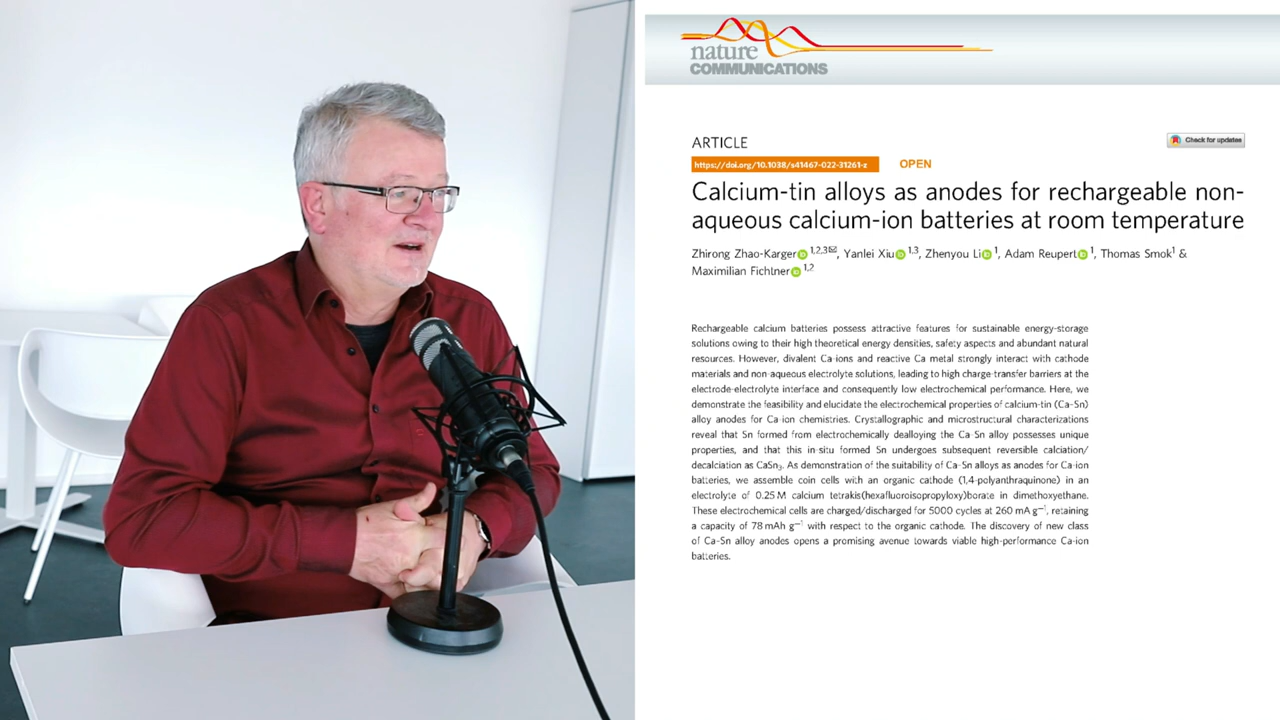 nature
COMMUNICATIONS
ARTICLE
Check for updates
https://doi.org/10.1038/s41467-022-31261-z
OPEN
Calcium-tin alloys as anodes for rechargeable non-
aqueous calcium-ion batteries at room temperature
Zhirong Zhao-Karger 1,2,3✉, Yanlei Xiu 1,3, Zhenyou Li 1, Adam Reupert 1, Thomas Smok1 &
Maximilian Fichtner 1,2
Rechargeable calcium batteries possess attractive features for sustainable energy-storage
solutions owing to their high theoretical energy densities, safety aspects and abundant natural
resources. However, divalent Ca-ions and reactive Ca metal strongly interact with cathode
materials and non-aqueous electrolyte solutions, leading to high charge-transfer barriers at the
electrode-electrolyte interface and consequently low electrochemical performance. Here, we
demonstrate the feasibility and elucidate the electrochemical properties of calcium-tin (Ca–Sn)
alloy anodes for Ca-ion chemistries. Crystallographic and microstructural characterizations
reveal that Sn formed from electrochemically dealloying the Ca–Sn alloy possesses unique
properties, and that this in-situ formed Sn undergoes subsequent reversible calciation/
decalciation as CaSn₃. As demonstration of the suitability of Ca–Sn alloys as anodes for Ca-ion
batteries, we assemble coin cells with an organic cathode (1,4-polyanthraquinone) in an
electrolyte of 0.25 M calcium tetrakis(hexafluoroisopropyloxy)borate in dimethoxyethane.
These electrochemical cells are charged/discharged for 5000 cycles at 260 mA g⁻¹, retaining
a capacity of 78 mAh g⁻¹ with respect to the organic cathode. The discovery of new class
of Ca–Sn alloy anodes opens a promising avenue towards viable high-performance Ca-ion
batteries.